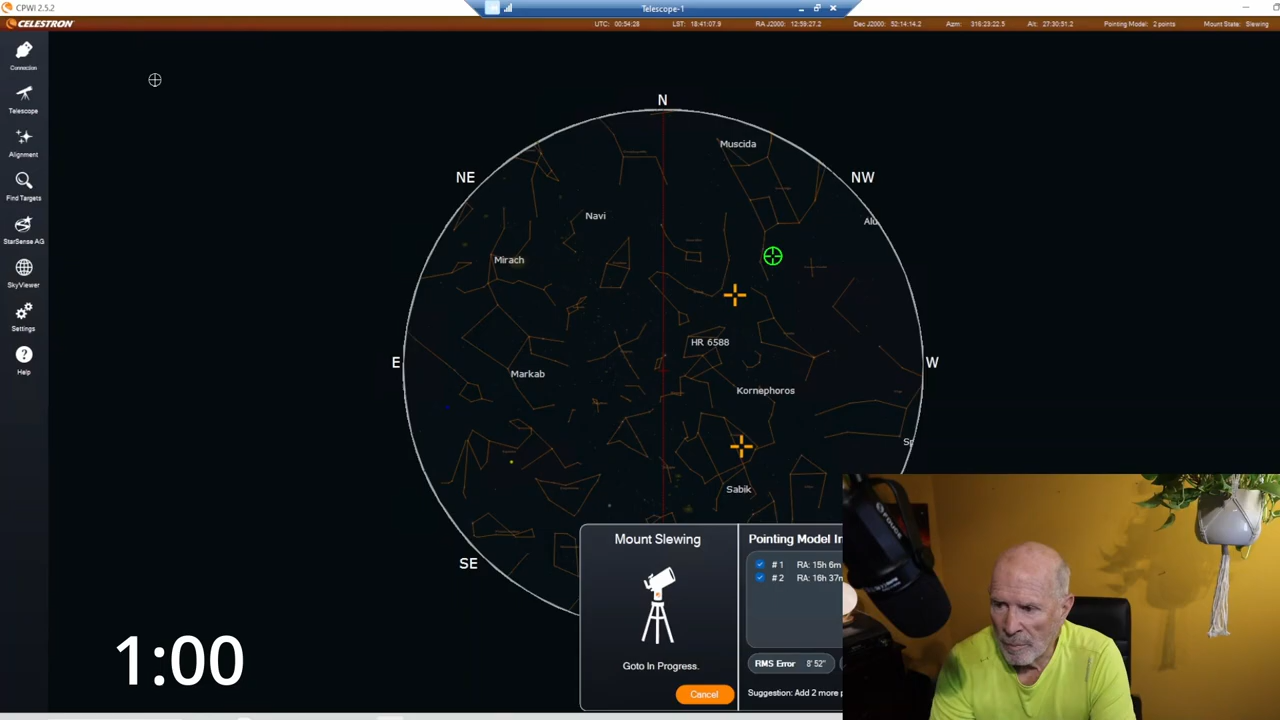 CPWI 2.5.2
Telescope-1
CELESTRON
UTC: 00:54:28 LST: 18:41:07.9 RA J2000: 12:59:27.2 Dec J2000: 52:14:14.2 Azm: 316:23:22.5 Alt: 27:30:51.2 Pointing Model: 2 points Mount State: Slewing
Connection
Telescope
Alignment
Find Targets
StarSense AG
SkyViewer
Settings
Help
N
Muscida
NE
NW
Navi
Alu
Mirach
HR 6588
E
W
Markab
Kornephoros
Sp
Sabik
SE
Mount Slewing
Goto In Progress.
Cancel
Pointing Model In
# 1 RA: 15h 6m
# 2 RA: 16h 37m
RMS Error 8' 52"
Suggestion: Add 2 more p
1:00